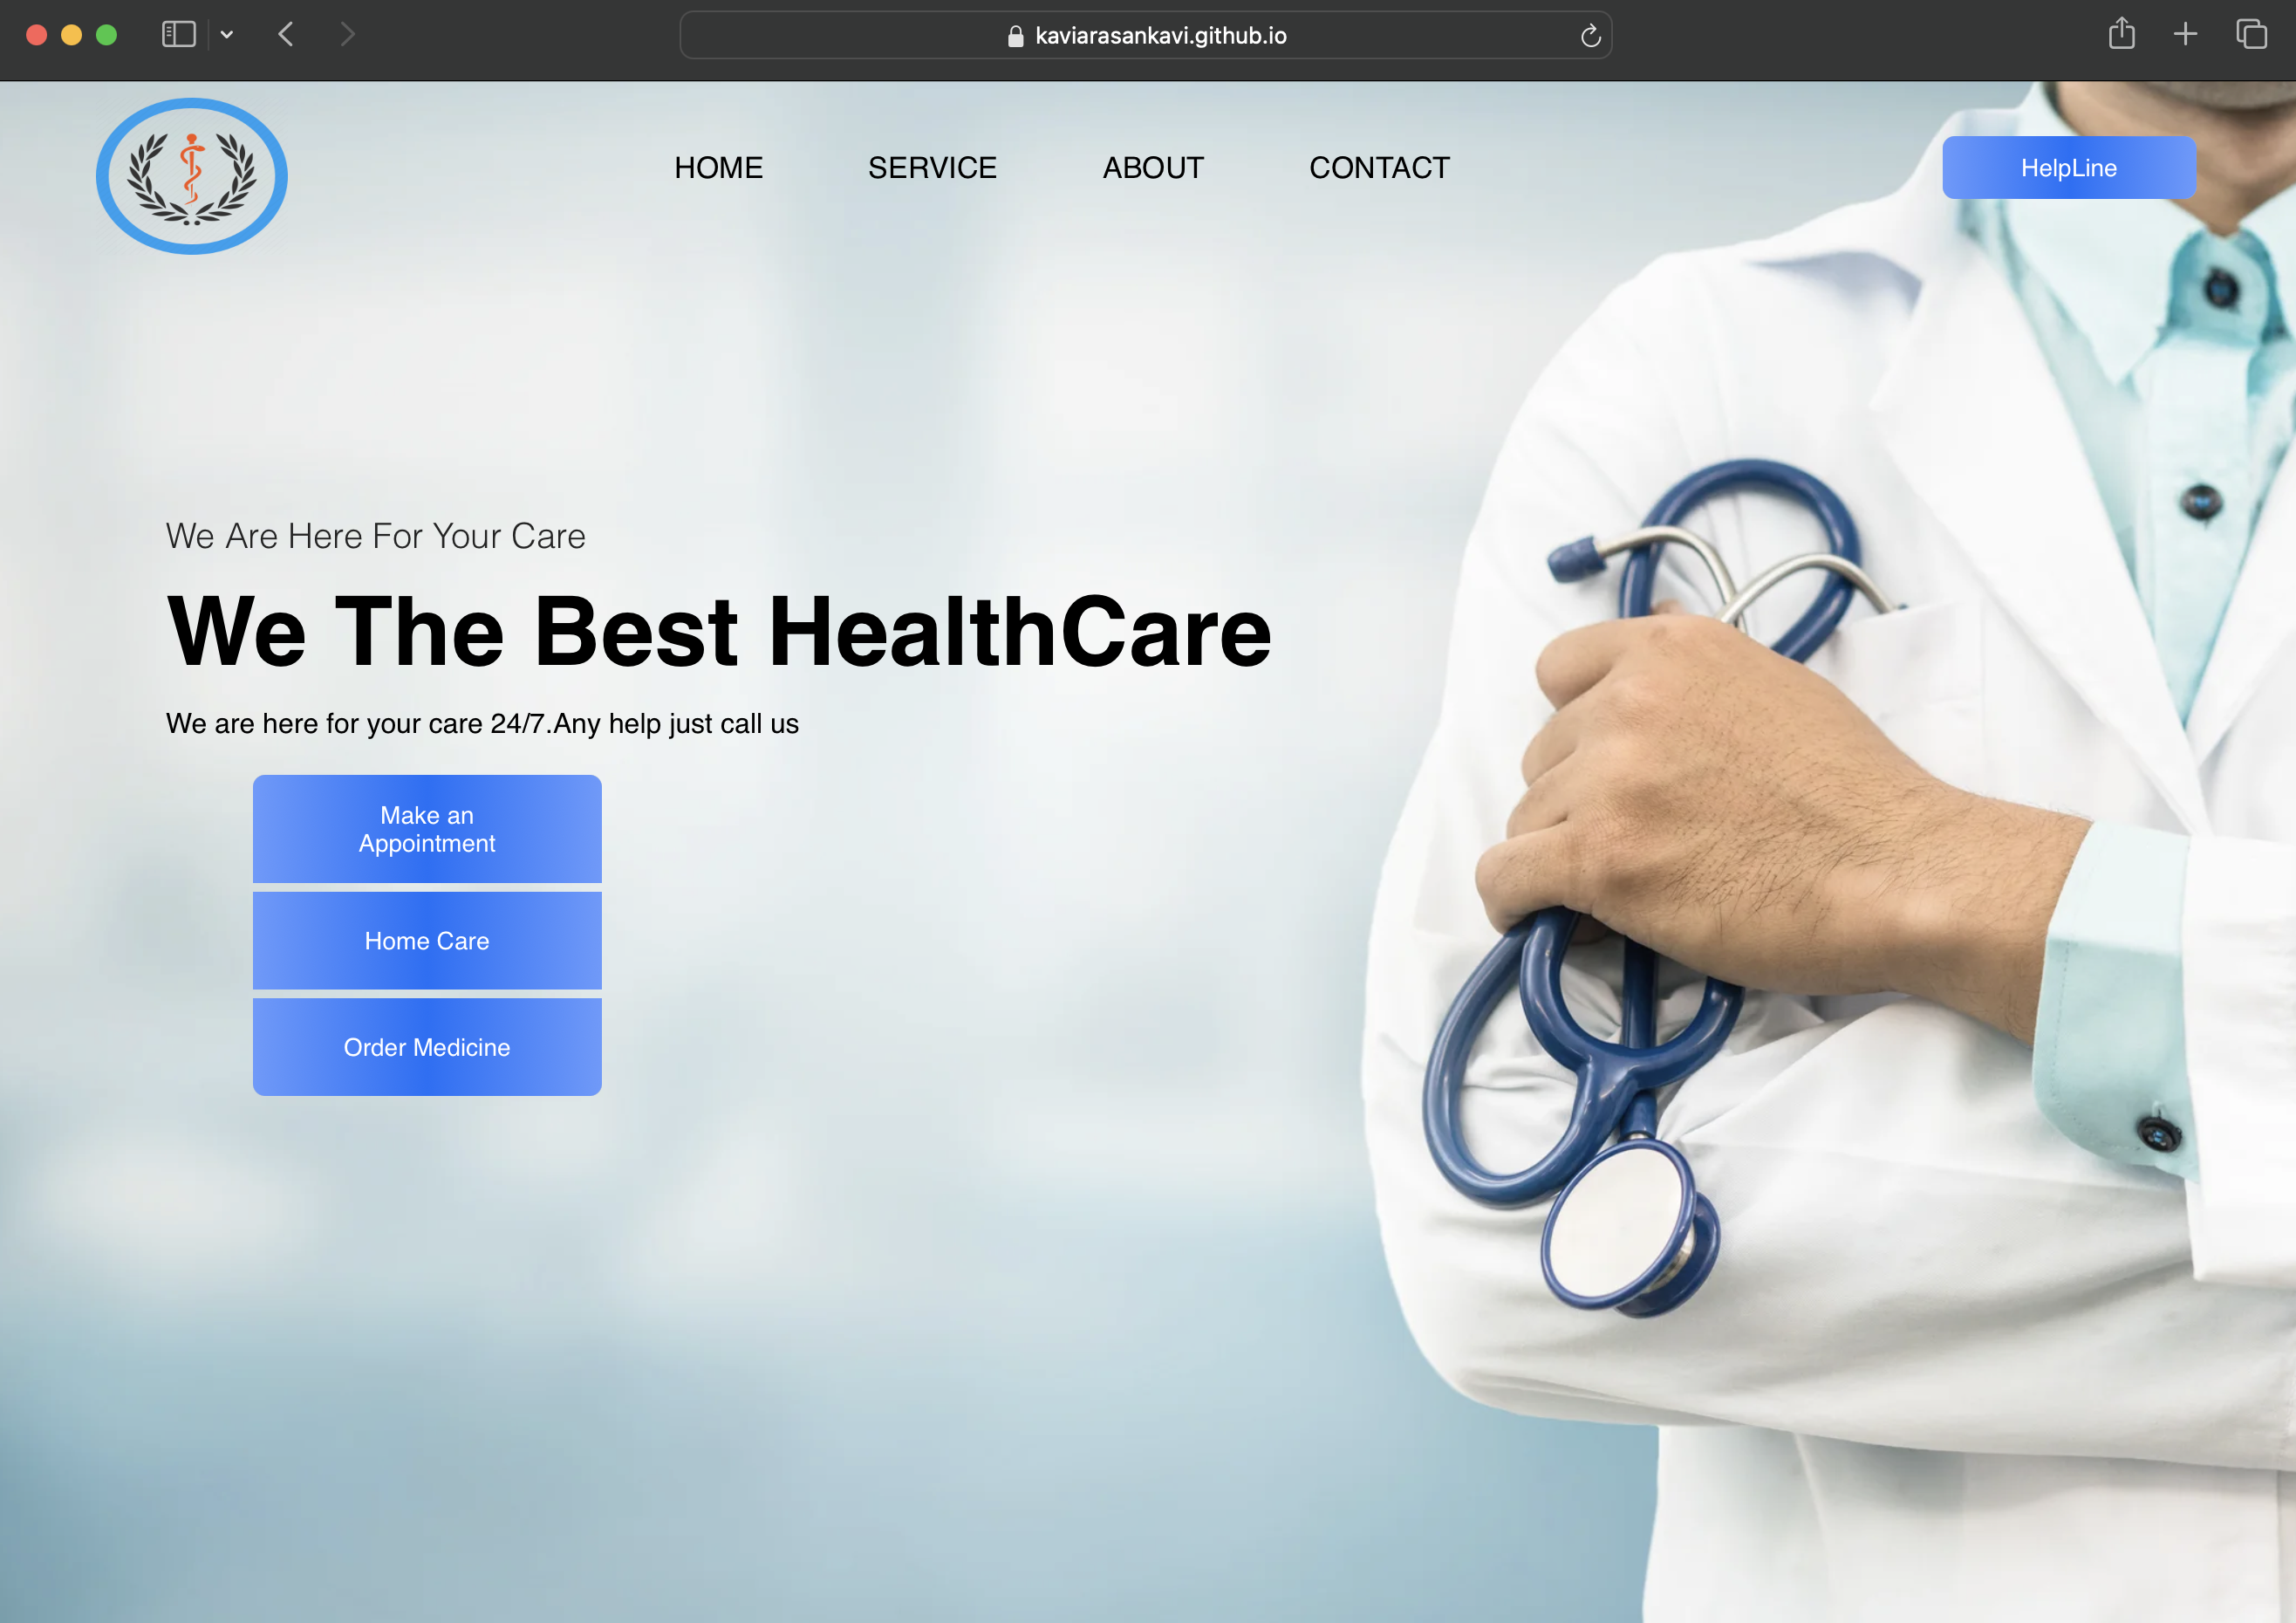 kaviarasankavi.github.io
HOME SERVICE ABOUT CONTACT HelpLine
We Are Here For Your Care
We The Best HealthCare
We are here for your care 24/7.Any help just call us
Make an
Appointment
Home Care
Order Medicine